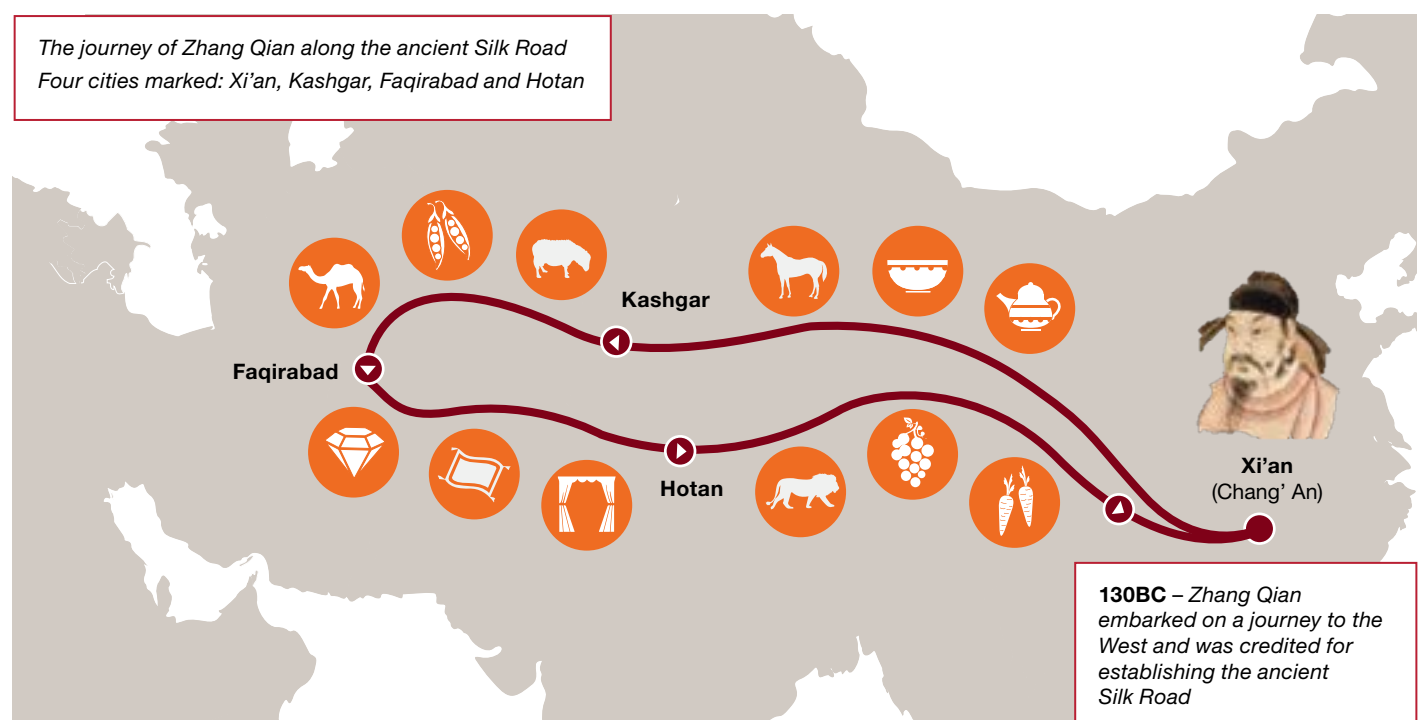 The journey of Zhang Qian along the ancient Silk Road
Four cities marked: Xi’an, Kashgar, Faqirabad and Hotan
Kashgar
Faqirabad
Hotan
Xi’an
(Chang’ An)
130BC – Zhang Qian
embarked on a journey to the
West and was credited for
establishing the ancient
Silk Road